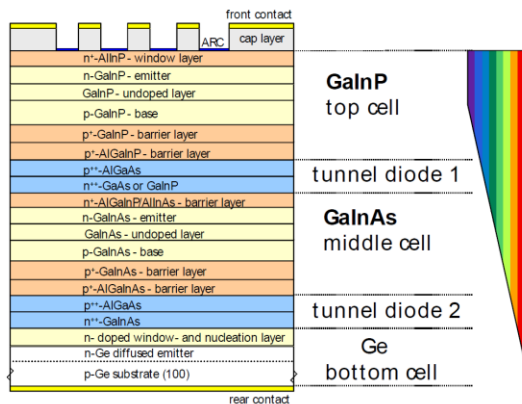 front contact
ARC
cap layer
n⁺-AlInP - window layer
n-GaInP - emitter
GaInP - undoped layer
p-GaInP - base
p⁺-GaInP - barrier layer
p⁺-AlGaInP - barrier layer
p⁺⁺-AlGaAs
n⁺⁺-GaAs or GaInP
n⁺-AlGaInP/AlInAs - barrier layer
n-GaInAs - emitter
GaInAs - undoped layer
p-GaInAs - base
p⁺-GaInAs - barrier layer
p⁺-AlGaInAs - barrier layer
p⁺⁺-AlGaAs
n⁺⁺-GaInAs
n- doped window- and nucleation layer
n-Ge diffused emitter
p-Ge substrate (100)
rear contact
GaInP
top cell
tunnel diode 1
GaInAs
middle cell
tunnel diode 2
Ge
bottom cell